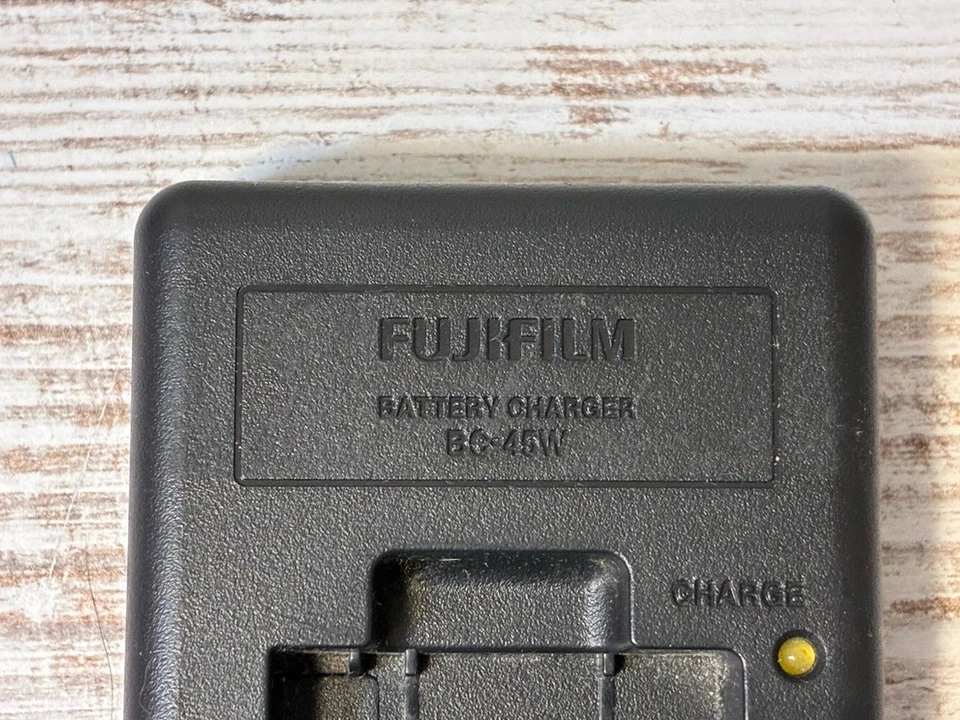 FUJIFILM
BATTERY CHARGER
BC-45W
CHARGE